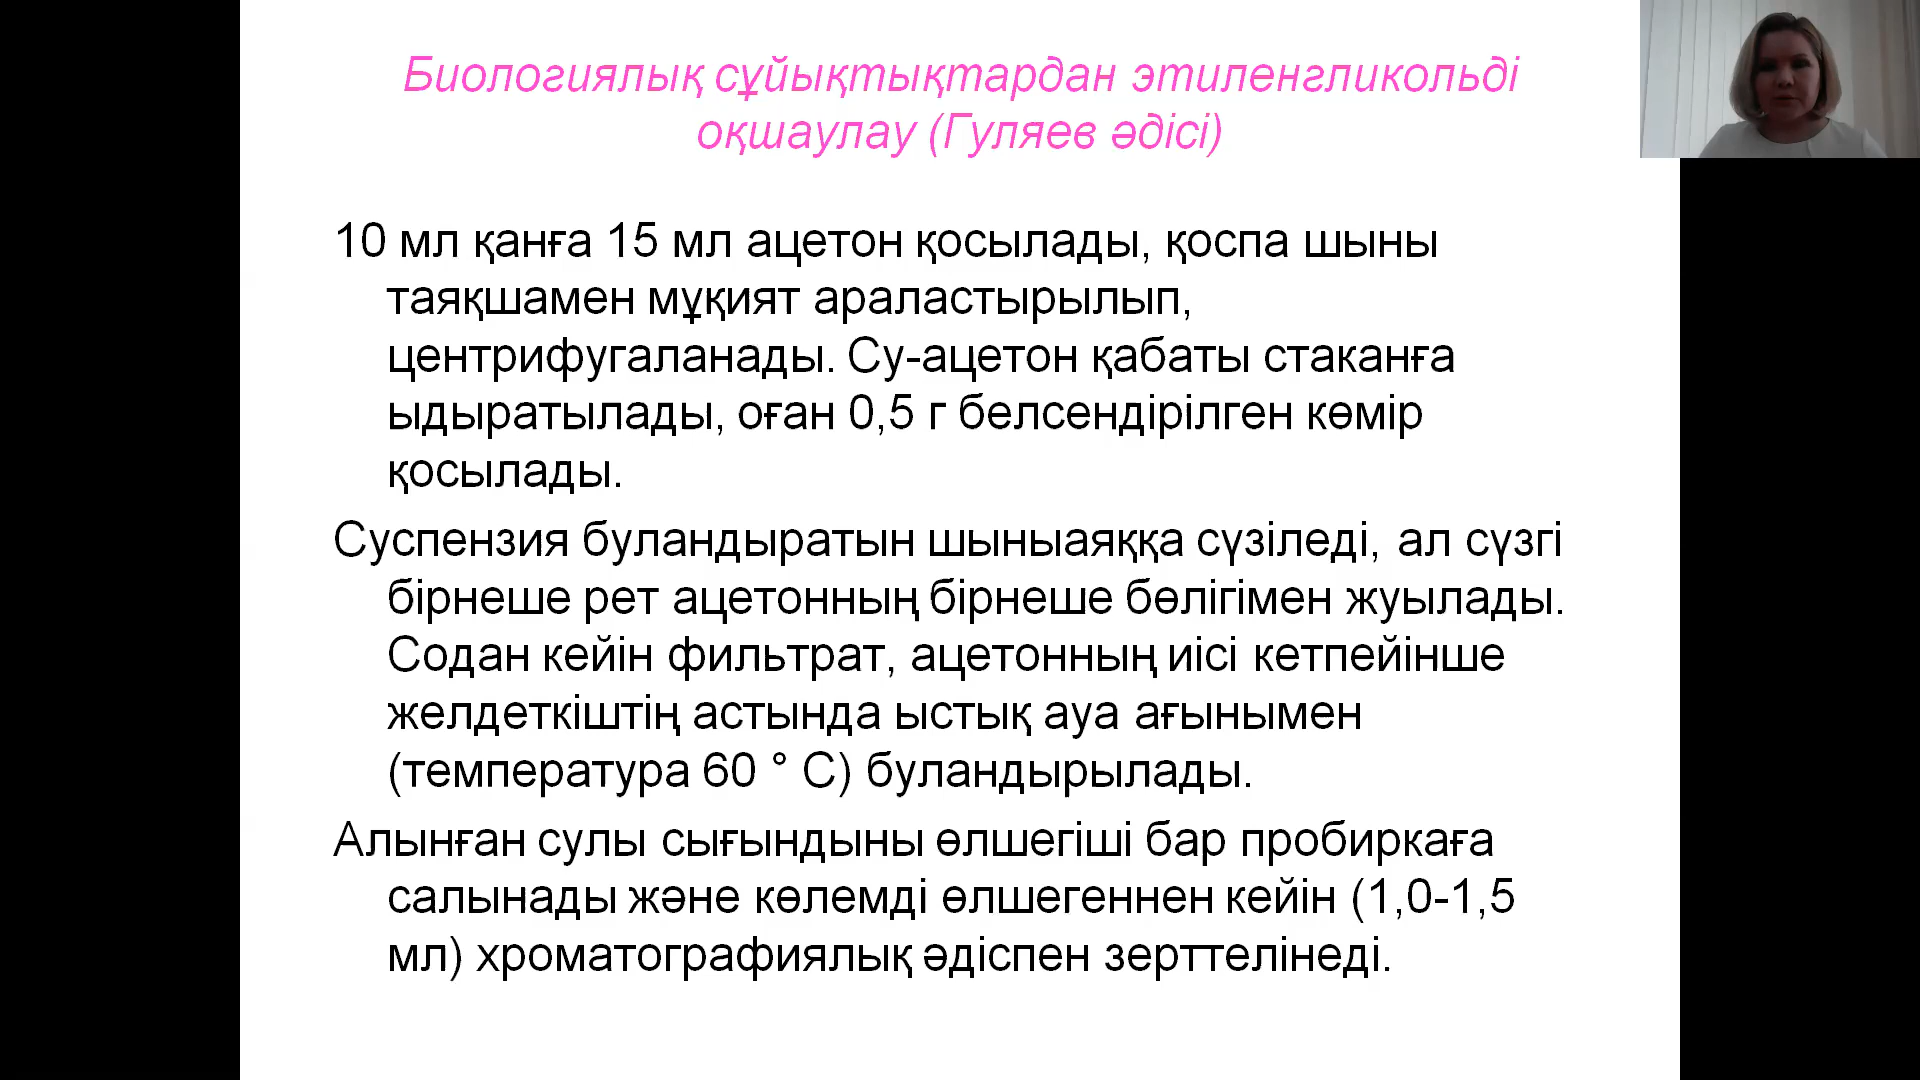 Биологиялық сұйықтықтардан этиленгликольді
оқшаулау (Гуляев әдісі)
10 мл қанға 15 мл ацетон қосылады, қоспа шыны
таяқшамен мұқият араластырылып,
центрифугаланады. Су-ацетон қабаты стаканға
ыдыратылады, оған 0,5 г белсендірілген көмір
қосылады.
Суспензия буландыратын шыныаяққа сүзіледі, ал сүзгі
бірнеше рет ацетонның бірнеше бөлігімен жуылады.
Содан кейін фильтрат, ацетонның иісі кетпейінше
желдеткіштің астында ыстық ауа ағынымен
(температура 60 ° С) буландырылады.
Алынған сулы сығындыны өлшегіші бар пробиркаға
салынады және көлемді өлшегеннен кейін (1,0-1,5
мл) хроматографиялық әдіспен зерттелінеді.